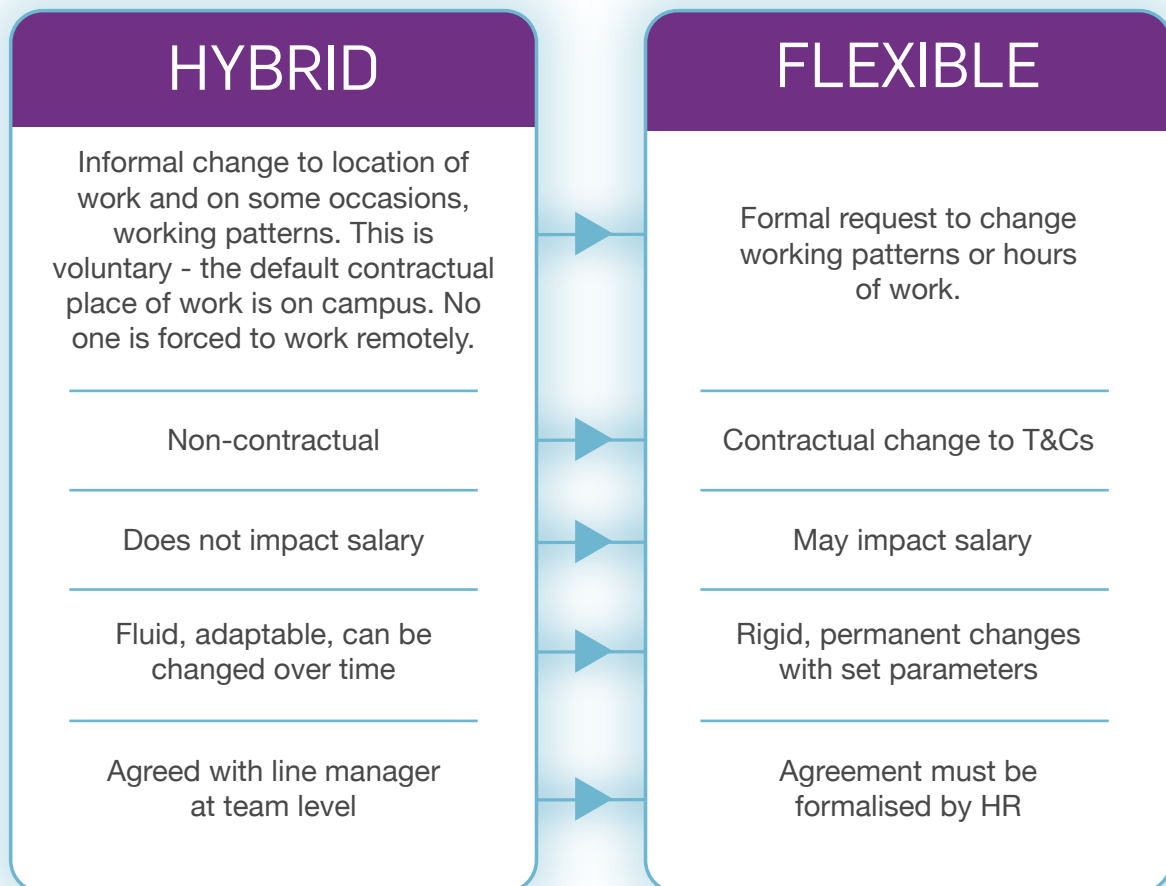 HYBRID
Informal change to location of
work and on some occasions,
working patterns. This is
voluntary - the default contractual
place of work is on campus. No
one is forced to work remotely.
Non-contractual
Does not impact salary
Fluid, adaptable, can be
changed over time
Agreed with line manager
at team level
FLEXIBLE
Formal request to change
working patterns or hours
of work.
Contractual change to T&Cs
May impact salary
Rigid, permanent changes
with set parameters
Agreement must be
formalised by HR